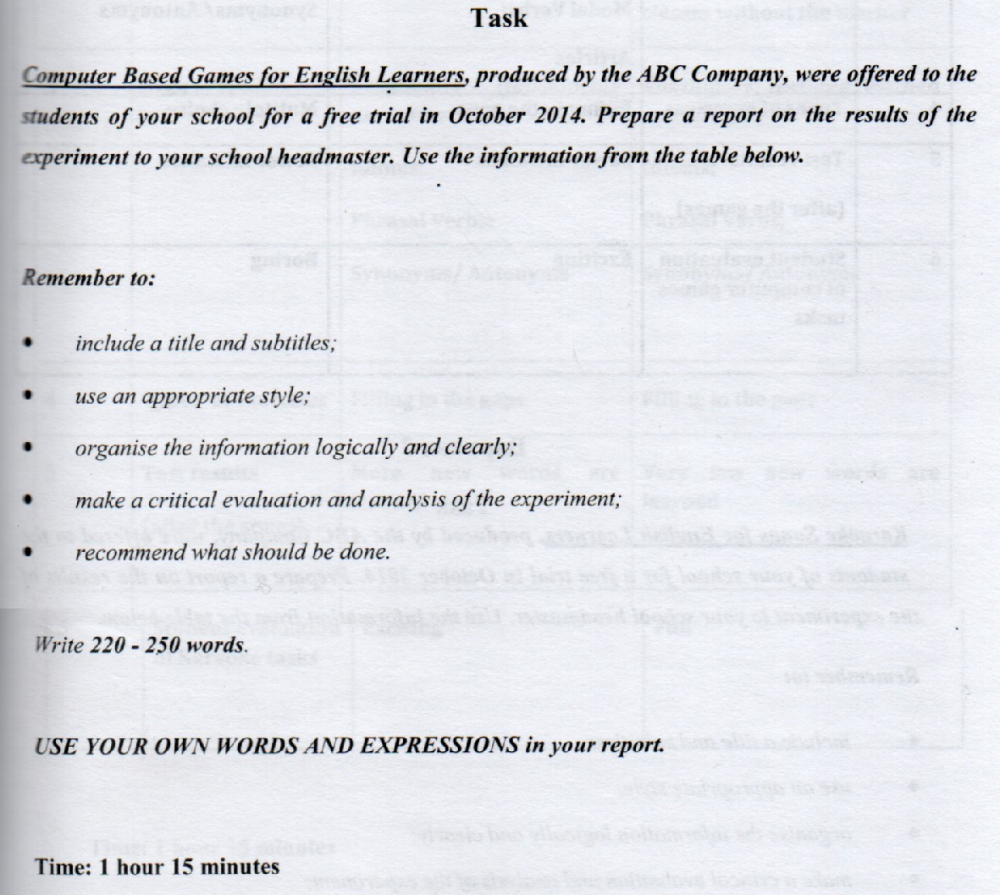 Task
Computer Based Games for English Learners, produced by the ABC Company, were offered to the
students of your school for a free trial in October 2014. Prepare a report on the results of the
experiment to your school headmaster. Use the information from the table below.
Remember to:
• include a title and subtitles;
• use an appropriate style;
• organise the information logically and clearly;
• make a critical evaluation and analysis of the experiment;
• recommend what should be done.
Write 220 - 250 words.
USE YOUR OWN WORDS AND EXPRESSIONS in your report.
Time: 1 hour 15 minutes